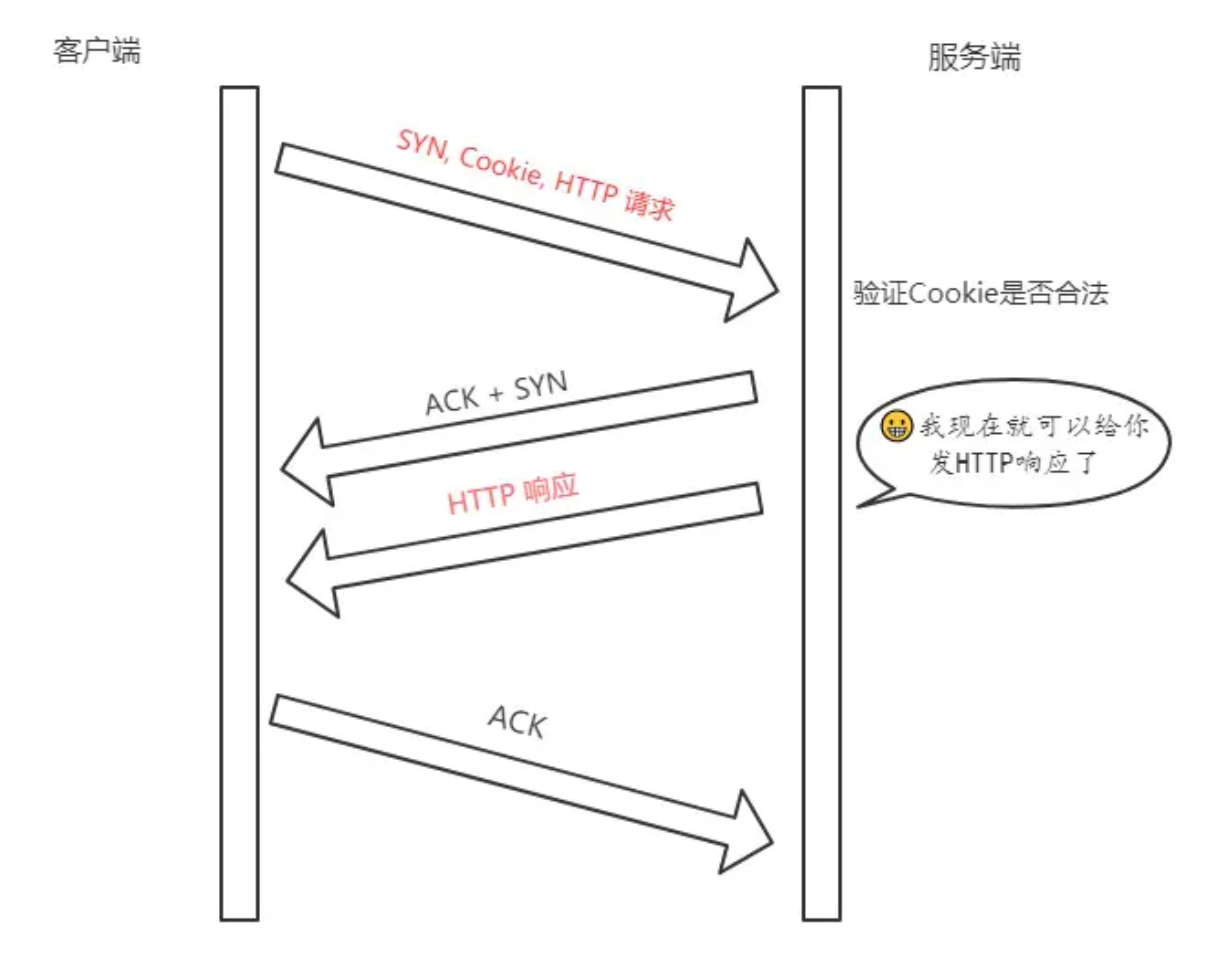 客户端
服务端
SYN, Cookie, HTTP 请求
验证Cookie是否合法
ACK + SYN
我现在就可以给你
发HTTP响应了
HTTP 响应
ACK